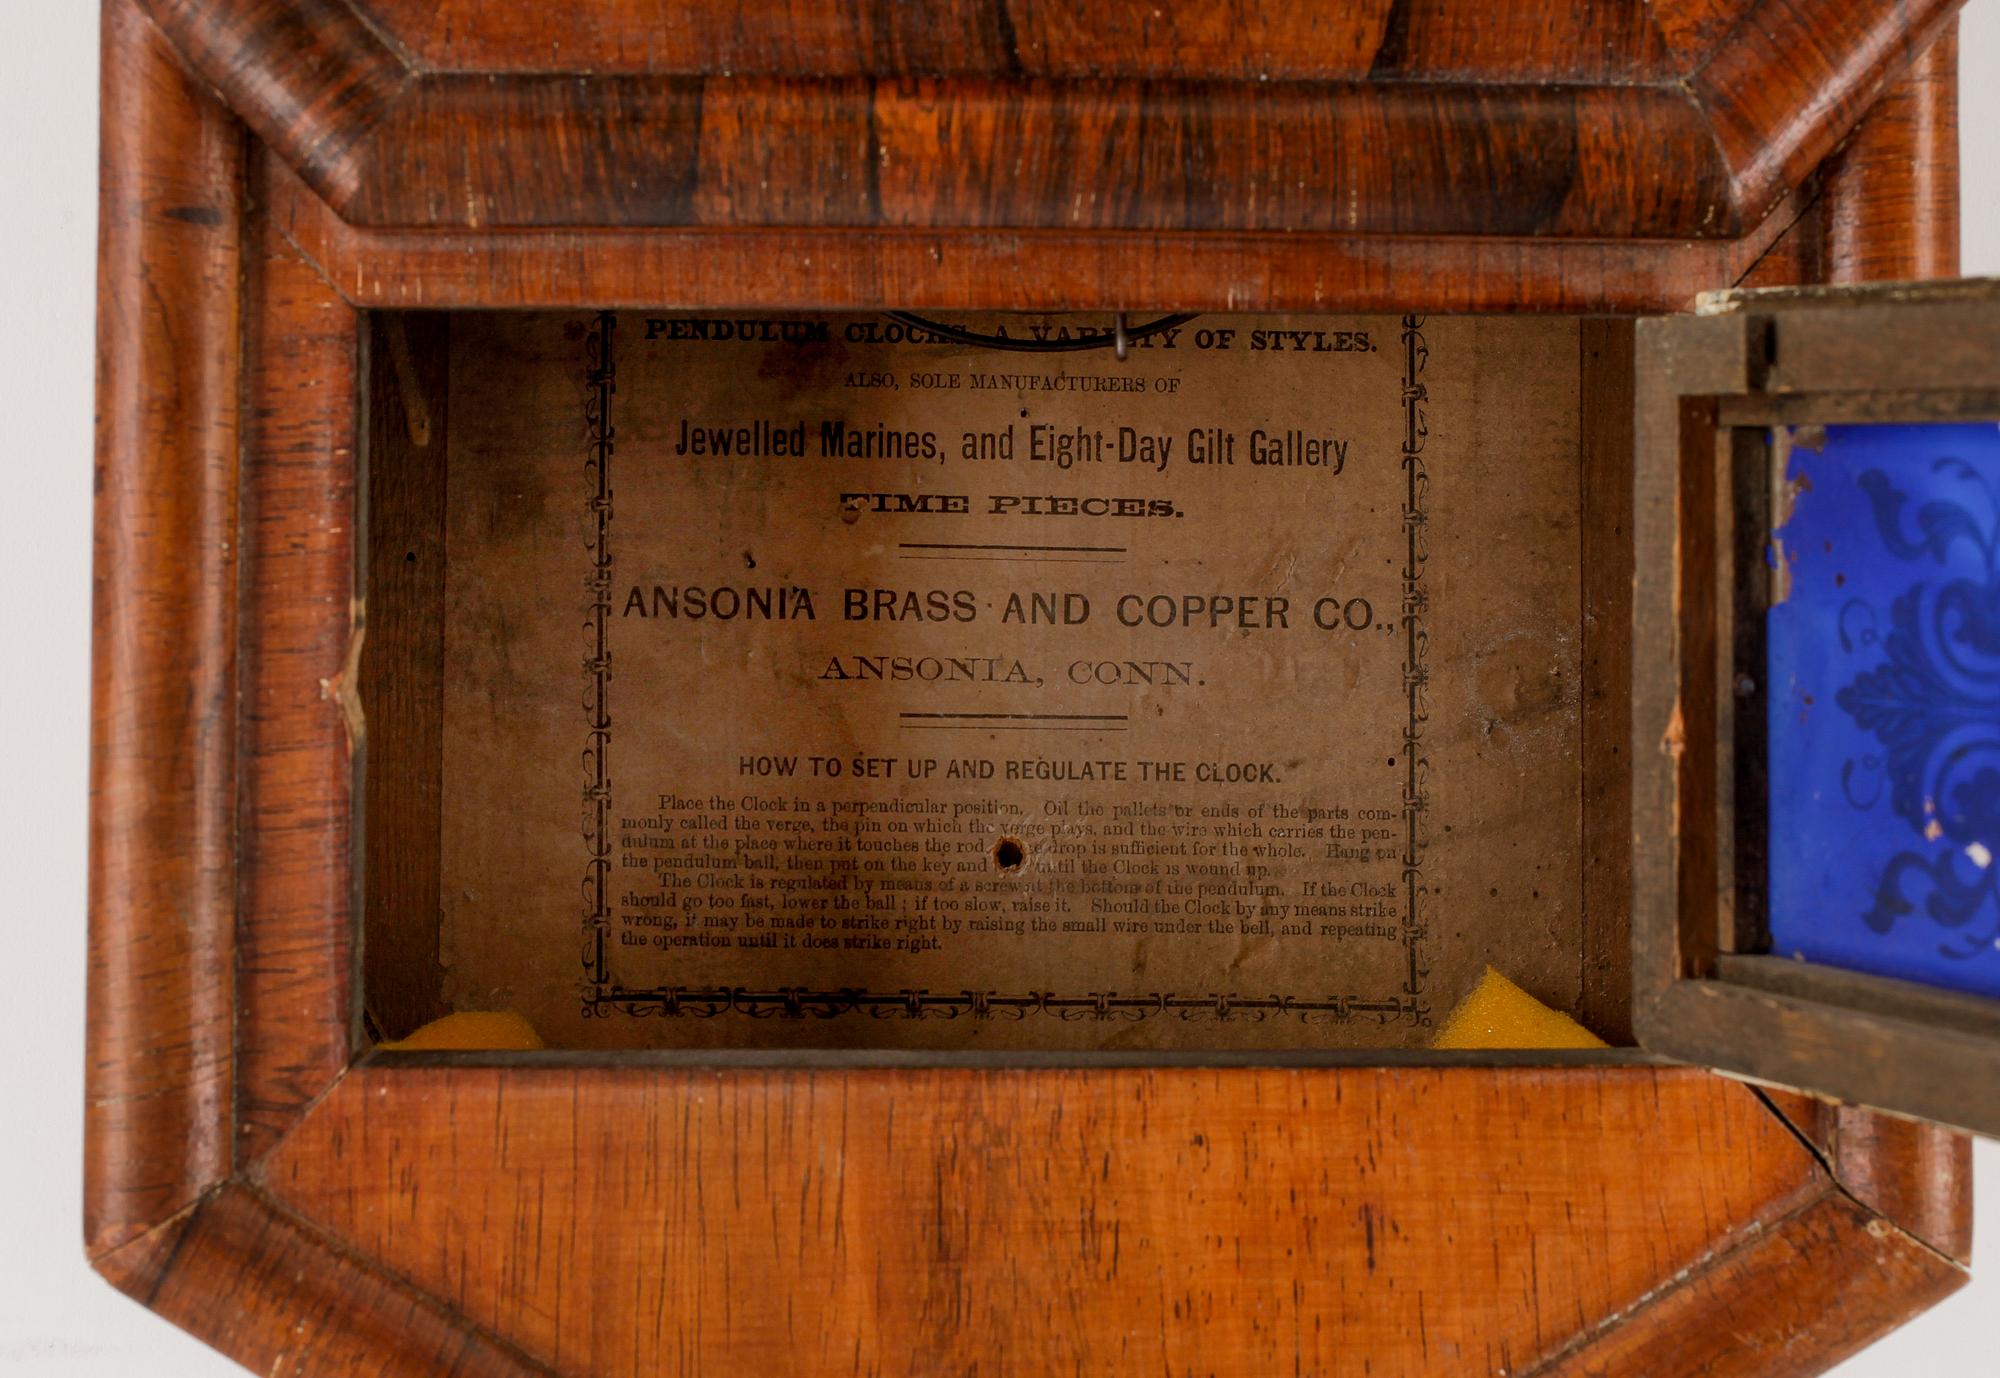 PENDULUM CLOCKS, A VARIETY OF STYLES.
ALSO, SOLE MANUFACTURERS OF
Jewelled Marines, and Eight-Day Gilt Gallery
TIME PIECES.
ANSONIA BRASS AND COPPER CO.,
ANSONIA, CONN.
HOW TO SET UP AND REGULATE THE CLOCK.
Place the Clock in a perpendicular position. Oil the pallets or ends of the parts com-
monly called the verge, the pin on which the verge plays, and the wire which carries the pen-
dulum at the place where it touches the rod. drop is sufficient for the whole. Hang on
the pendulum ball, then put on the key and until the Clock is wound up.
The Clock is regulated by means of a screw at the bottom of the pendulum. If the Clock
should go too fast, lower the ball ; if too slow, raise it. Should the Clock by any means strike
wrong, it may be made to strike right by raising the small wire under the bell, and repeating
the operation until it does strike right.